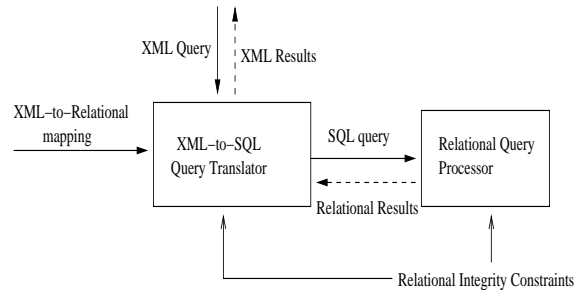 XML Query
XML Results
XML−to−Relational
mapping
XML−to−SQL
Query Translator
SQL query
Relational Query
Processor
Relational Results
Relational Integrity Constraints